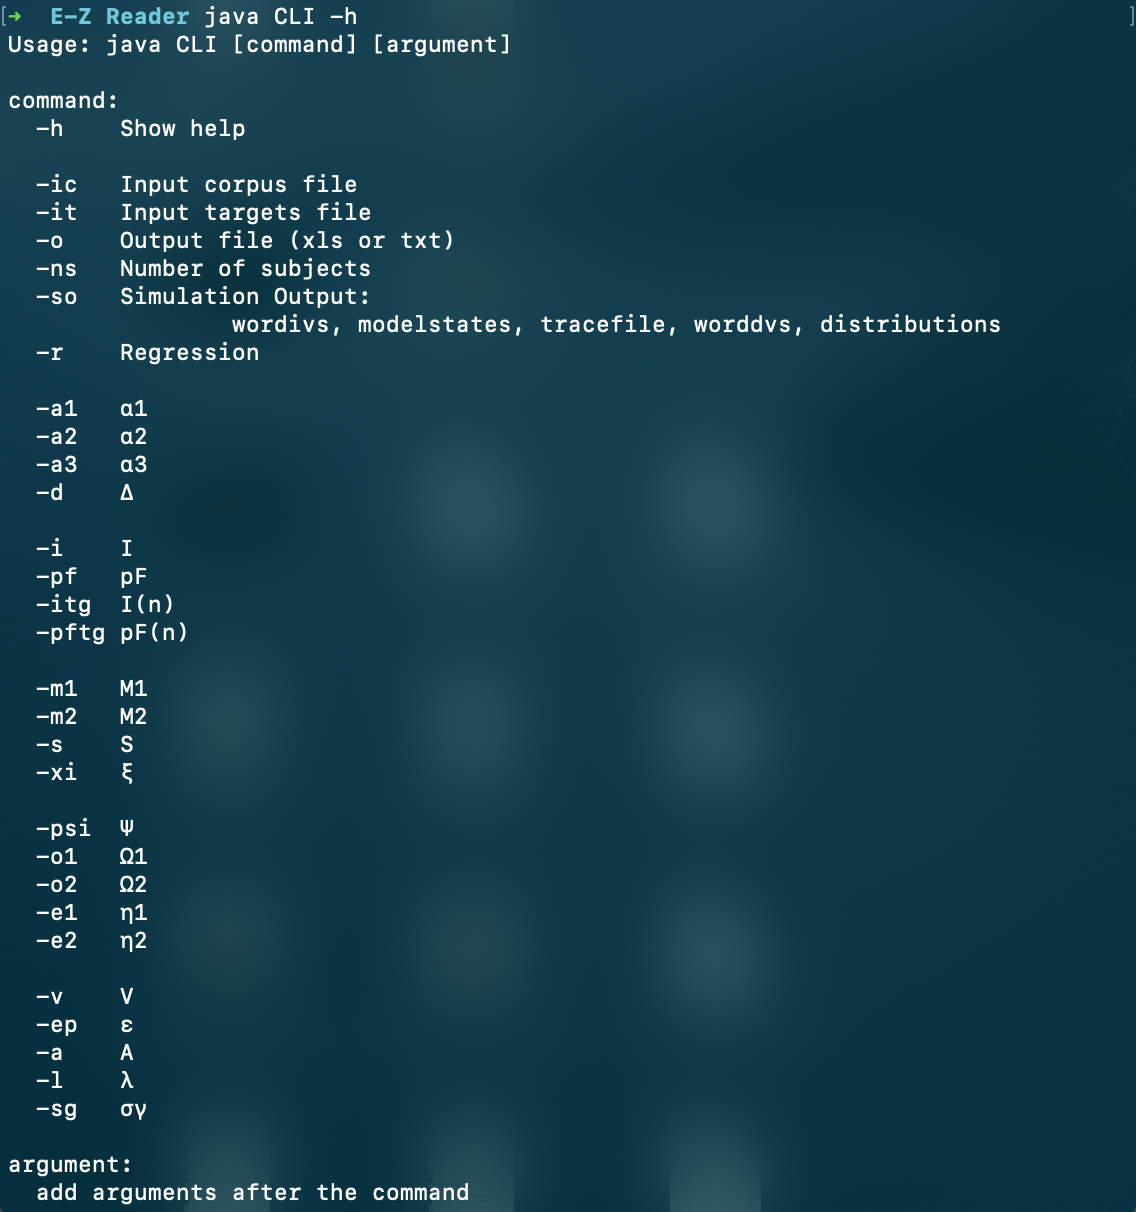 [➜  E-Z Reader java CLI -h ]
Usage: java CLI [command] [argument]

command:
  -h    Show help

  -ic   Input corpus file
  -it   Input targets file
  -o    Output file (xls or txt)
  -ns   Number of subjects
  -so   Simulation Output:
                wordivs, modelstates, tracefile, worddvs, distributions
  -r    Regression

  -a1   α1
  -a2   α2
  -a3   α3
  -d    Δ

  -i    I
  -pf   pF
  -itg  I(n)
  -pftg pF(n)

  -m1   M1
  -m2   M2
  -s    S
  -xi   ξ

  -psi  Ψ
  -o1   Ω1
  -o2   Ω2
  -e1   η1
  -e2   η2

  -v    V
  -ep   ε
  -a    A
  -l    λ
  -sg   σγ

argument:
  add arguments after the command